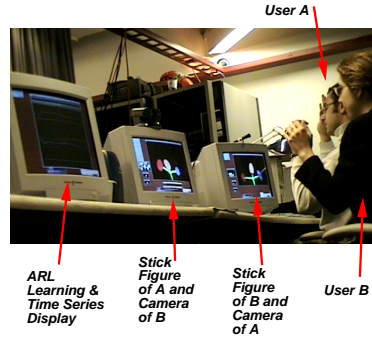 User A
ARL
Learning &
Time Series
Display
Stick
Figure
of A and
Camera
of B
Stick
Figure
of B and
Camera
of A
User B